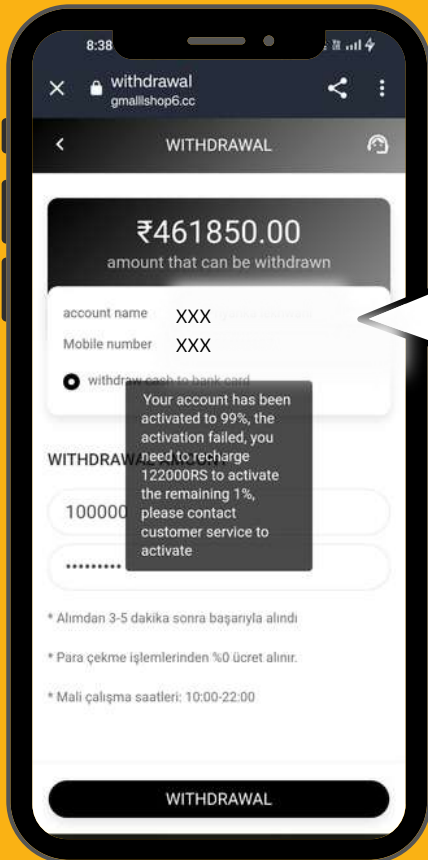 8:38
withdrawal
gmalllshop6.cc
WITHDRAWAL
₹461850.00
amount that can be withdrawn
account name XXX
Mobile number XXX
withdraw cash to bank card
Your account has been
activated to 99%, the
activation failed, you
need to recharge
122000RS to activate
the remaining 1%,
please contact
customer service to
activate
WITHDRAWAL AMOUNT
100000
•••••••••
* Alımdan 3-5 dakika sonra başarıyla alındı
* Para çekme işlemlerinden %0 ücret alınır.
* Mali çalışma saatleri: 10:00-22:00
WITHDRAWAL